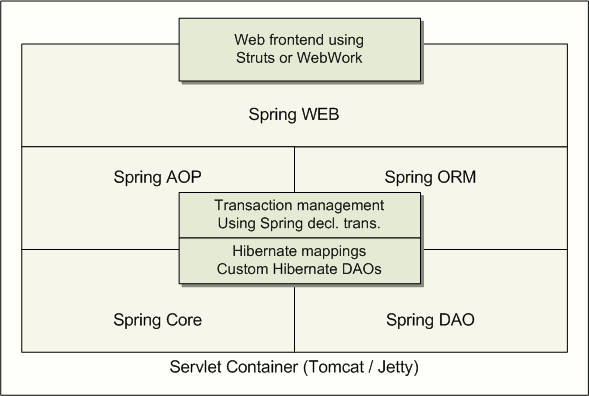 Web frontend using
Struts or WebWork
Spring WEB
Spring AOP
Spring ORM
Transaction management
Using Spring decl. trans.
Hibernate mappings
Custom Hibernate DAOs
Spring Core
Spring DAO
Servlet Container (Tomcat / Jetty)